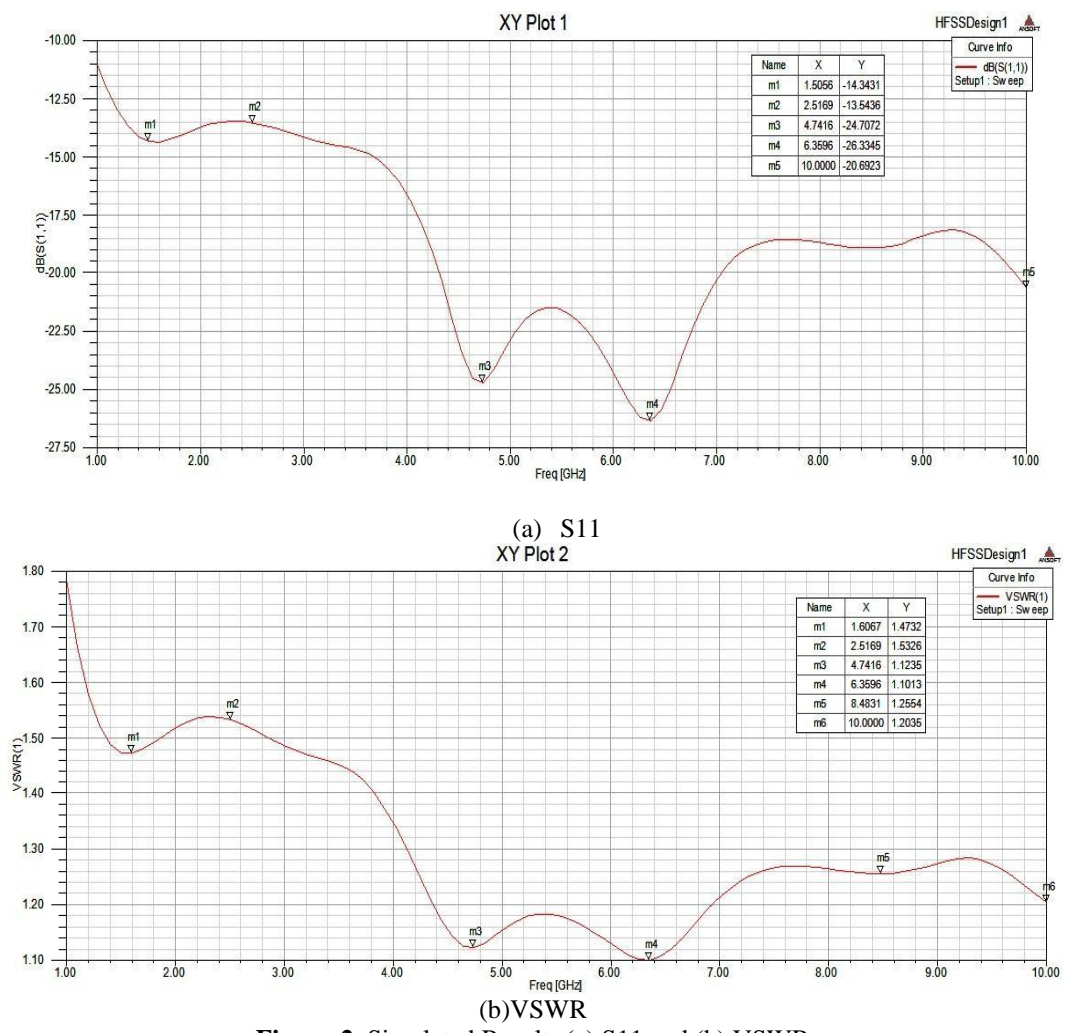 XY Plot 1
HFSSDesign1
ANSOFT
Curve Info
dB(S(1,1))
Setup1 : Sweep
Name X Y
m1 1.5056 -14.3431
m2 2.5169 -13.5436
m3 4.7416 -24.7072
m4 6.3596 -26.3345
m5 10.0000 -20.6923
-10.00
-12.50
-15.00
-17.50
-20.00
-22.50
-25.00
-27.50
dB(S(1,1))
m1
m2
m3
m4
m5
1.00 2.00 3.00 4.00 5.00 6.00 7.00 8.00 9.00 10.00
Freq [GHz]
(a) S11
XY Plot 2
HFSSDesign1
ANSOFT
Curve Info
VSWR(1)
Setup1 : Sweep
Name X Y
m1 1.6067 1.4732
m2 2.5169 1.5326
m3 4.7416 1.1235
m4 6.3596 1.1013
m5 8.4831 1.2554
m6 10.0000 1.2035
1.80
1.70
1.60
1.50
1.40
1.30
1.20
1.10
VSWR(1)
m1
m2
m3
m4
m5
m6
1.00 2.00 3.00 4.00 5.00 6.00 7.00 8.00 9.00 10.00
Freq [GHz]
(b)VSWR